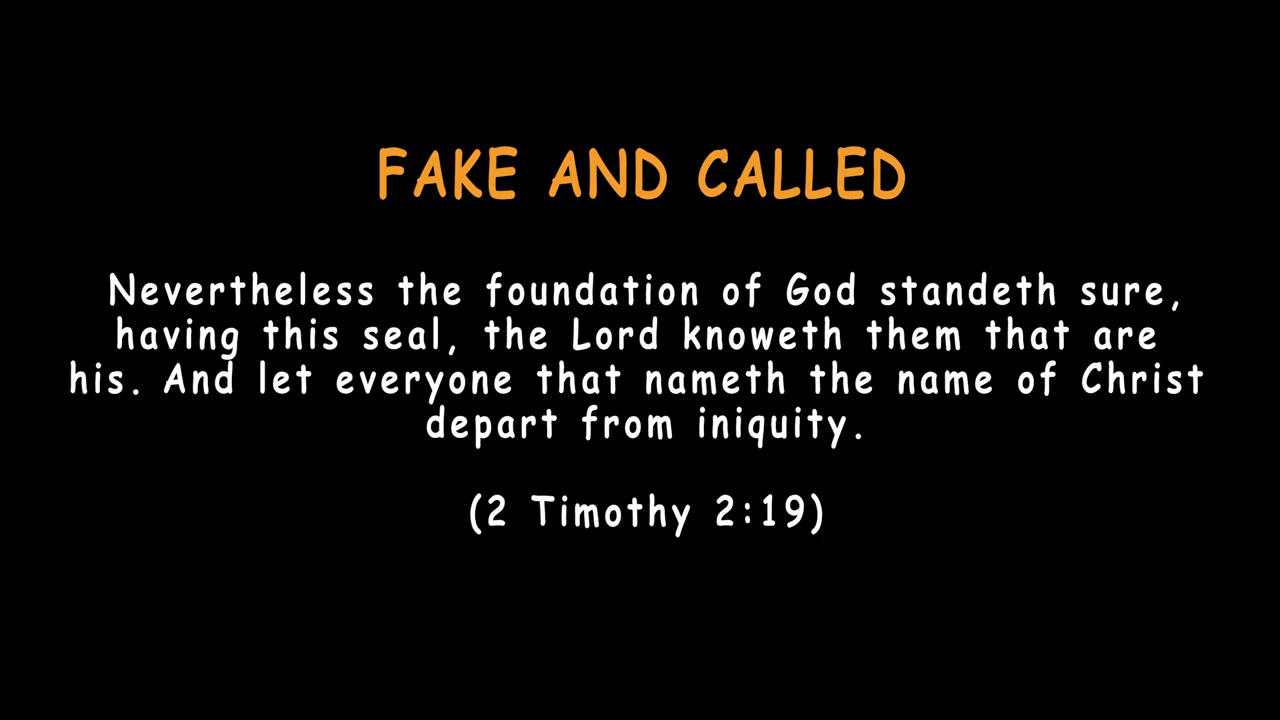 FAKE AND CALLED
Nevertheless the foundation of God standeth sure,
having this seal, the Lord knoweth them that are
his. And let everyone that nameth the name of Christ
depart from iniquity.
(2 Timothy 2:19)